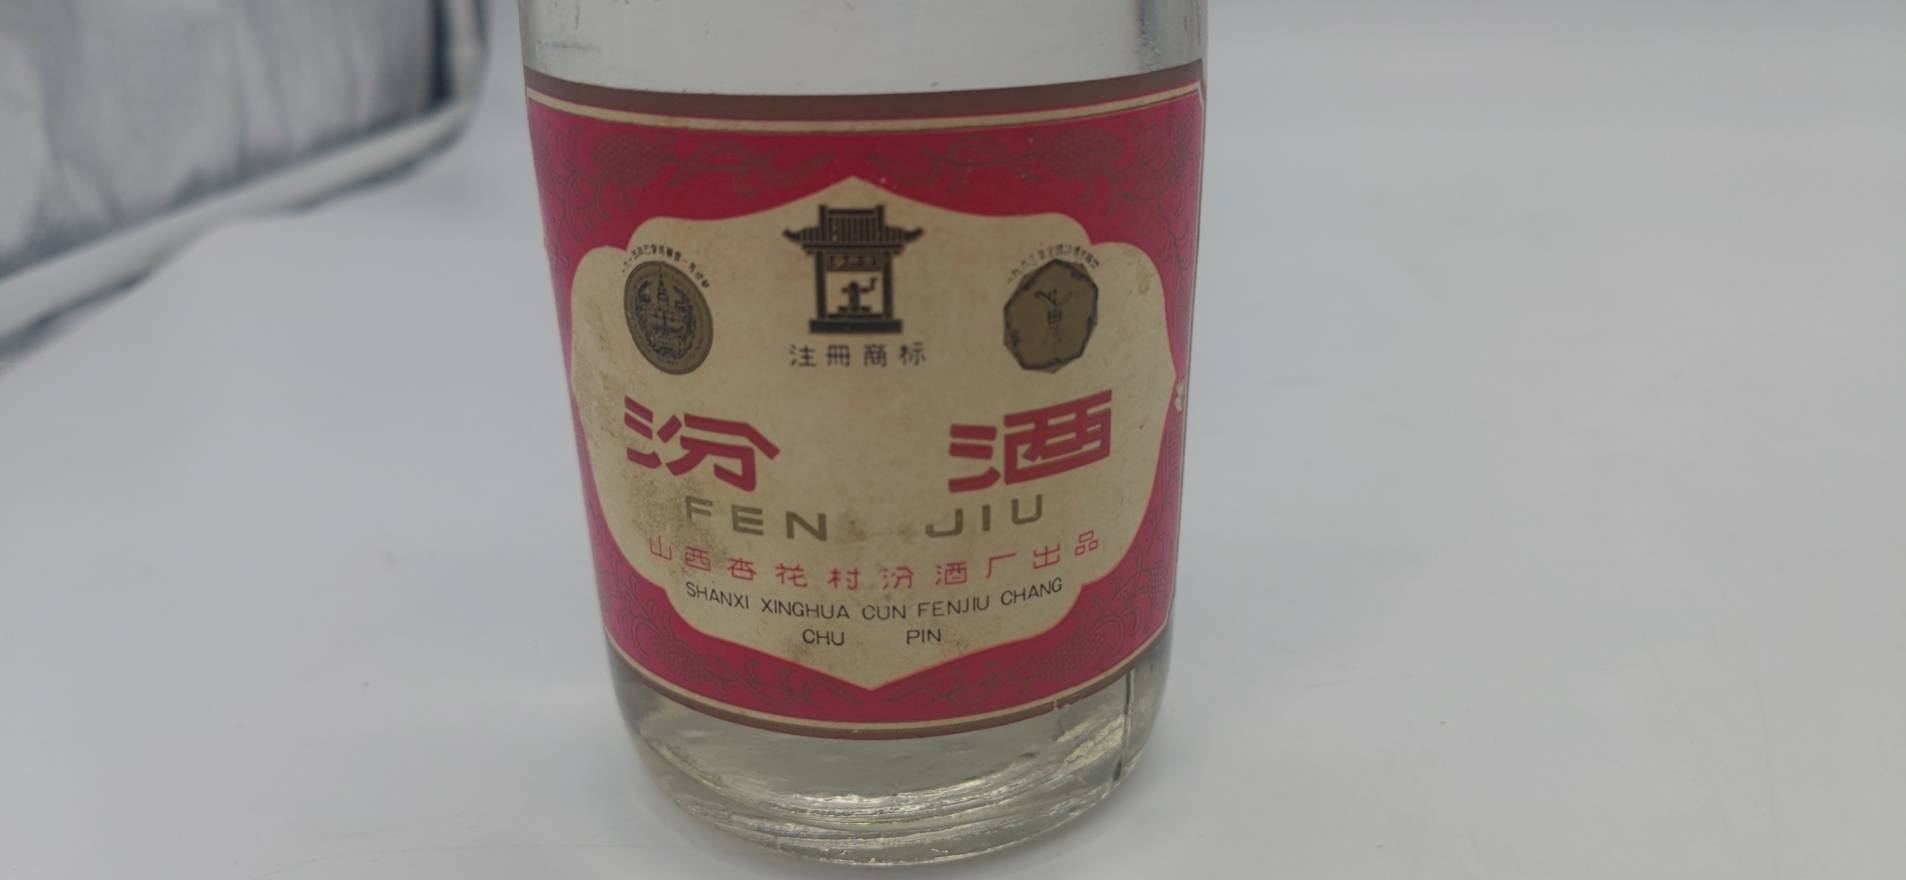 注冊商标
汾酒
FEN JIU
山西杏花村汾酒厂出品
SHANXI XINGHUA CUN FENJIU CHANG
CHU PIN